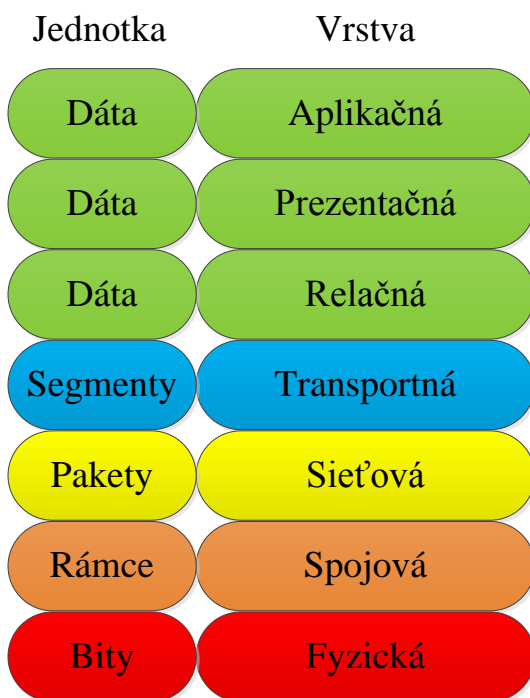 Jednotka Vrstva
Dáta Aplikačná
Dáta Prezentačná
Dáta Relačná
Segmenty Transportná
Pakety Sieťová
Rámce Spojová
Bity Fyzická